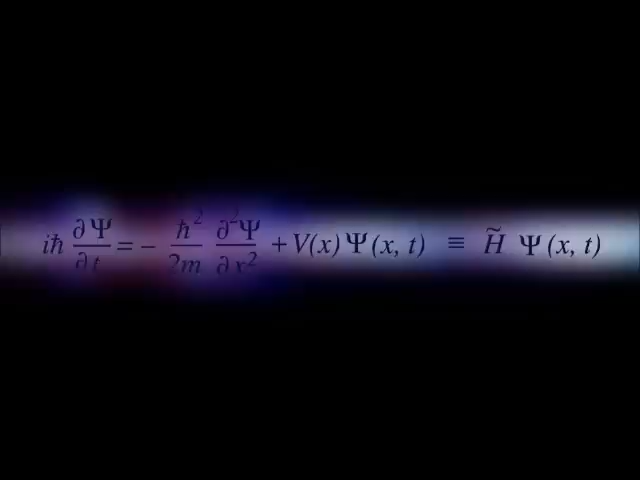 iħ ∂Ψ/∂t = − ħ²/2m ∂²Ψ/∂x² + V(x)Ψ(x, t) ≡ H̃ Ψ(x, t)